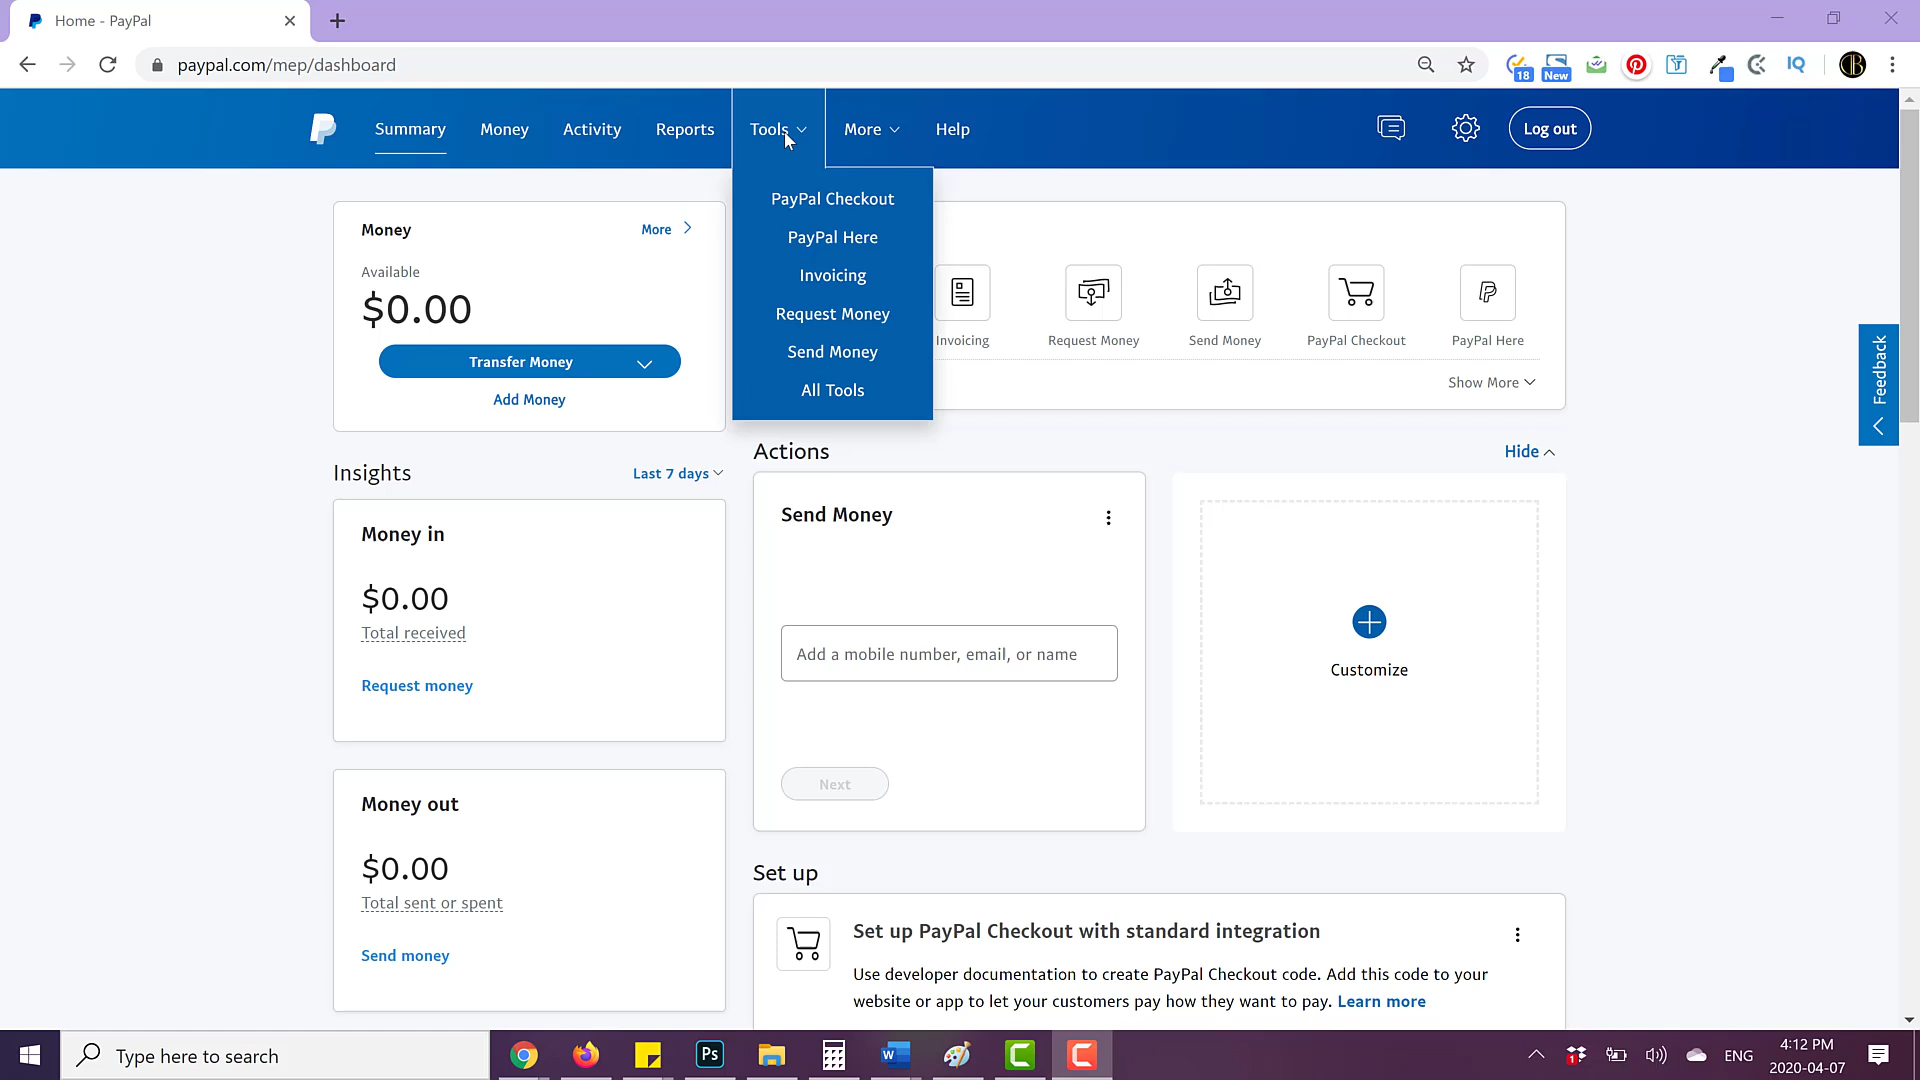 Home - PayPal
paypal.com/mep/dashboard
18
New
IQ
Summary
Money
Activity
Reports
Tools
More
Help
Log out
PayPal Checkout
PayPal Here
Invoicing
Request Money
Send Money
All Tools
Money
More
Available
$0.00
Transfer Money
Add Money
Invoicing
Request Money
Send Money
PayPal Checkout
PayPal Here
Show More
Feedback
Insights
Last 7 days
Money in
$0.00
Total received
Request money
Money out
$0.00
Total sent or spent
Send money
Actions
Hide
Send Money
Add a mobile number, email, or name
Next
Customize
Set up
Set up PayPal Checkout with standard integration
Use developer documentation to create PayPal Checkout code. Add this code to your
website or app to let your customers pay how they want to pay. Learn more
Type here to search
Ps
W
1
ENG
4:12 PM
2020-04-07